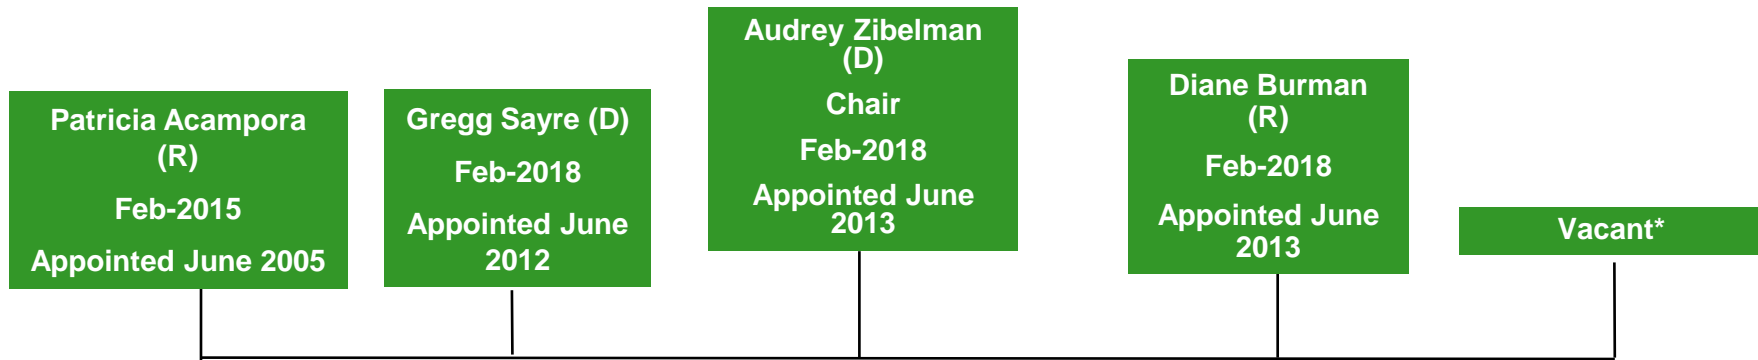 Patricia Acampora
(R)
Feb-2015
Appointed June 2005
Gregg Sayre (D)
Feb-2018
Appointed June
2012
Audrey Zibelman
(D)
Chair
Feb-2018
Appointed June
2013
Diane Burman
(R)
Feb-2018
Appointed June
2013
Vacant*